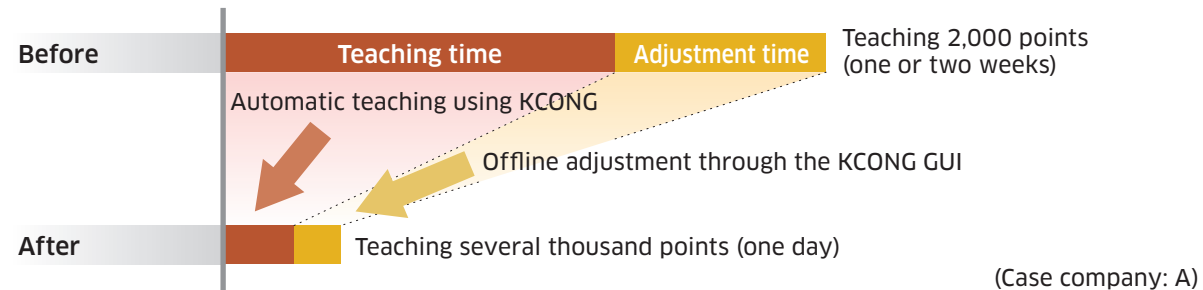 Before
Teaching time
Adjustment time
Teaching 2,000 points
(one or two weeks)
Automatic teaching using KCONG
Offline adjustment through the KCONG GUI
After
Teaching several thousand points (one day)
(Case company: A)